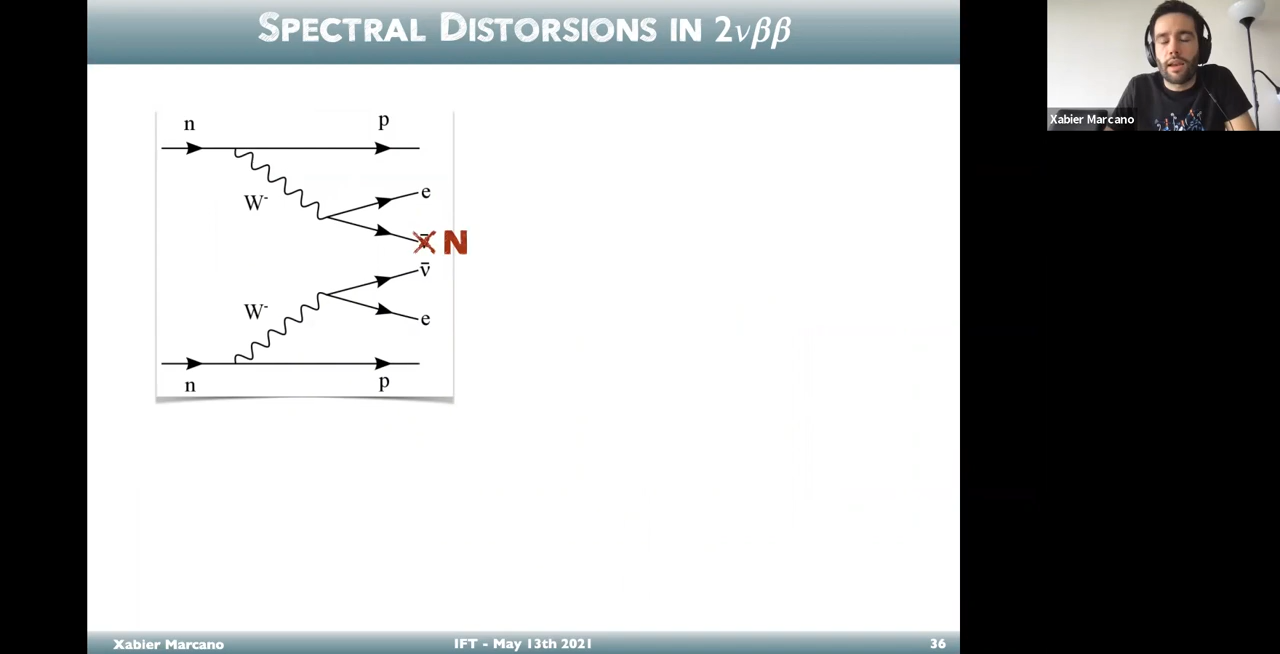 SPECTRAL DISTORSIONS IN 2νββ
Xabier Marcano
n
p
W-
e
N
ν̄
W-
e
n
p
Xabier Marcano
IFT - May 13th 2021
36